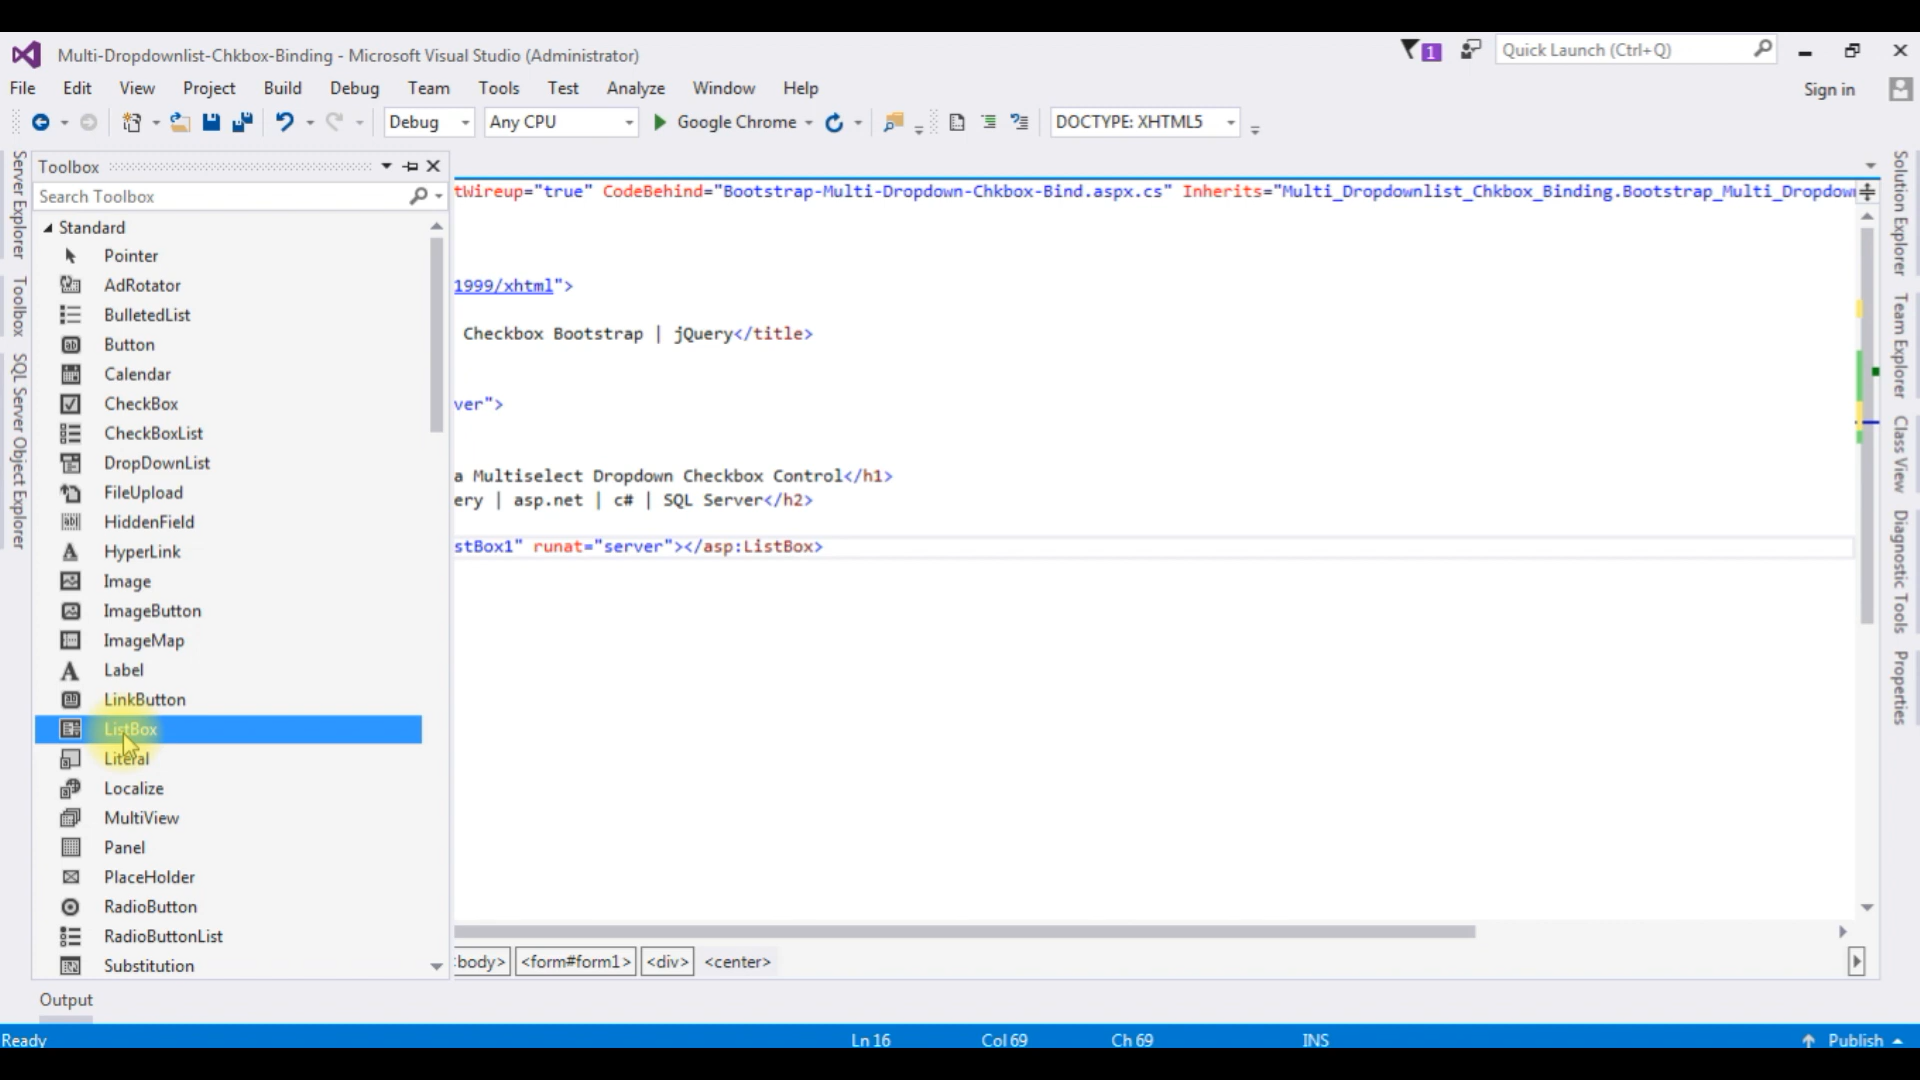 Multi-Dropdownlist-Chkbox-Binding - Microsoft Visual Studio (Administrator)
1
Quick Launch (Ctrl+Q)
File Edit View Project Build Debug Team Tools Test Analyze Window Help
Sign in
Debug Any CPU Google Chrome DOCTYPE: XHTML5
Server Explorer
Toolbox
SQL Server Object Explorer
Toolbox
Search Toolbox
Standard
Pointer
AdRotator
BulletedList
Button
Calendar
CheckBox
CheckBoxList
DropDownList
FileUpload
HiddenField
HyperLink
Image
ImageButton
ImageMap
Label
LinkButton
ListBox
Literal
Localize
MultiView
Panel
PlaceHolder
RadioButton
RadioButtonList
Substitution
tWireup="true" CodeBehind="Bootstrap-Multi-Dropdown-Chkbox-Bind.aspx.cs" Inherits="Multi_Dropdownlist_Chkbox_Binding.Bootstrap_Multi_Dropdow
1999/xhtml">
Checkbox Bootstrap | jQuery</title>
ver">
a Multiselect Dropdown Checkbox Control</h1>
ery | asp.net | c# | SQL Server</h2>
stBox1" runat="server"></asp:ListBox>
body> <form#form1> <div> <center>
Solution Explorer
Team Explorer
Class View
Diagnostic Tools
Properties
Output
Ready Ln 16 Col 69 Ch 69 INS Publish